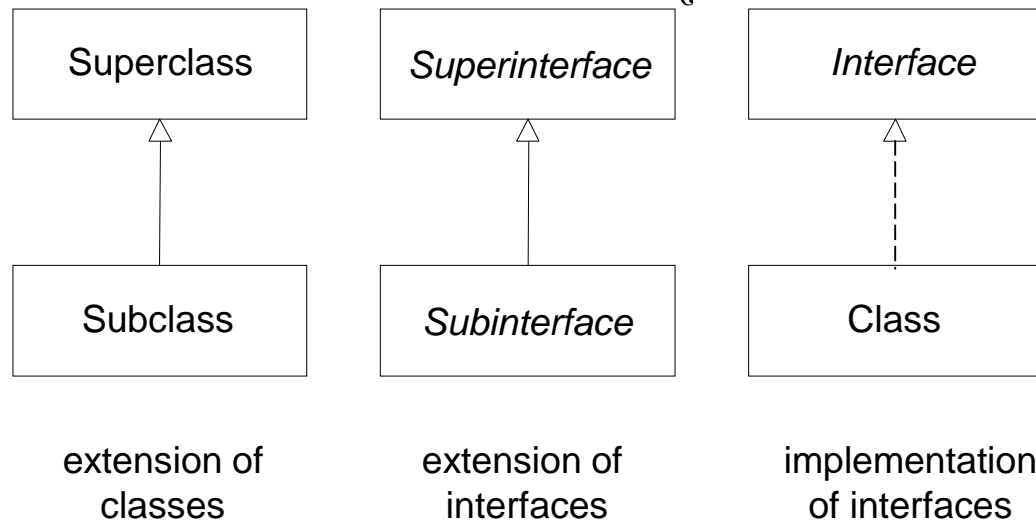 Superclass
Superinterface
Interface
Subclass
Subinterface
Class
extension of
classes
extension of
interfaces
implementation
of interfaces